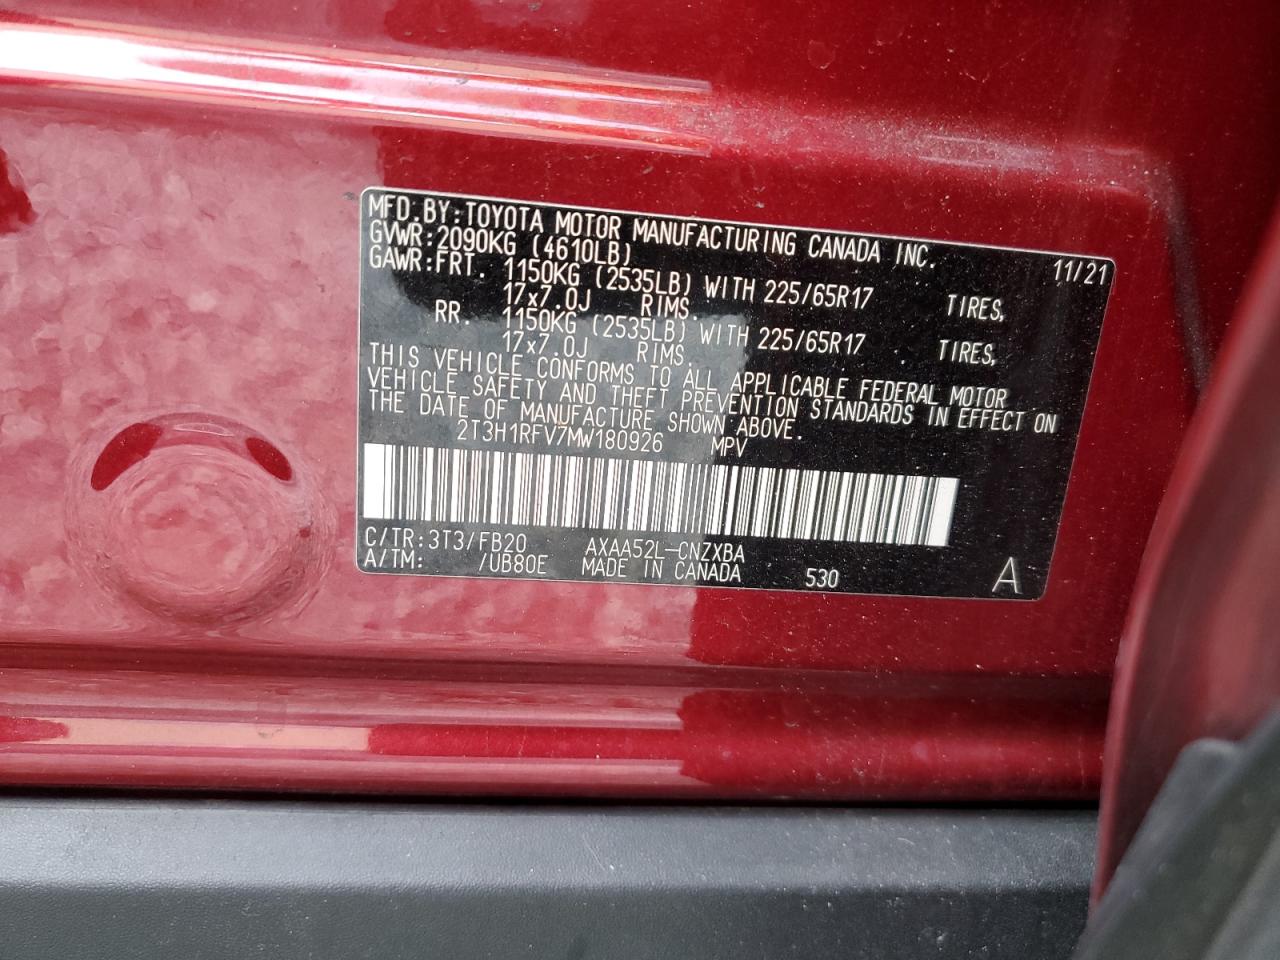 MFD.BY:TOYOTA MOTOR MANUFACTURING CANADA INC. 11/21
GVWR:2090KG (4610LB)
GAWR:FRT. 1150KG (2535LB) WITH 225/65R17 TIRES,
17x7.0J RIMS.
RR. 1150KG (2535LB) WITH 225/65R17 TIRES,
17x7.0J RIMS.
THIS VEHICLE CONFORMS TO ALL APPLICABLE FEDERAL MOTOR
VEHICLE SAFETY AND THEFT PREVENTION STANDARDS IN EFFECT ON
THE DATE OF MANUFACTURE SHOWN ABOVE.
2T3H1RFV7MW180926 MPV
C/TR:3T3/FB20 AXAA52L-CNZXBA
A/TM: /UB80E MADE IN CANADA 530 A